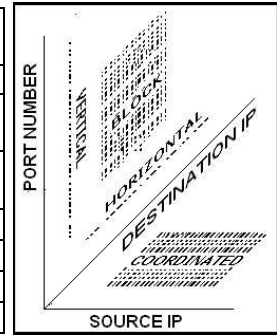 PORT NUMBER
VERTICAL
BLOCK
HORIZONTAL
DESTINATION IP
COORDINATED
SOURCE IP